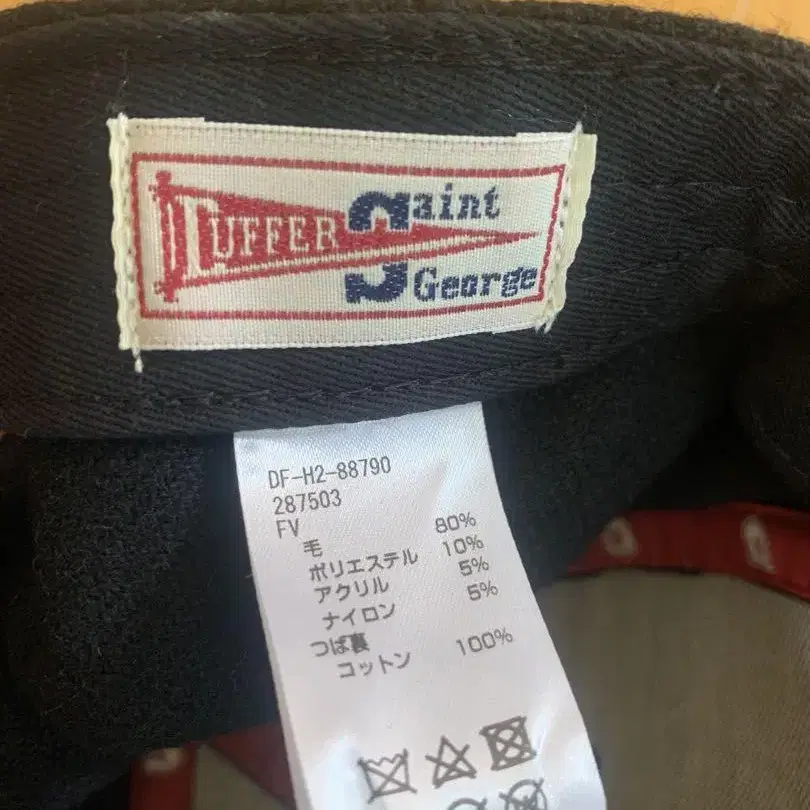 DUFFER Saint George
DF-H2-88790
287503
FV
毛 80%
ポリエステル 10%
アクリル 5%
ナイロン 5%
つば裏
コットン 100%